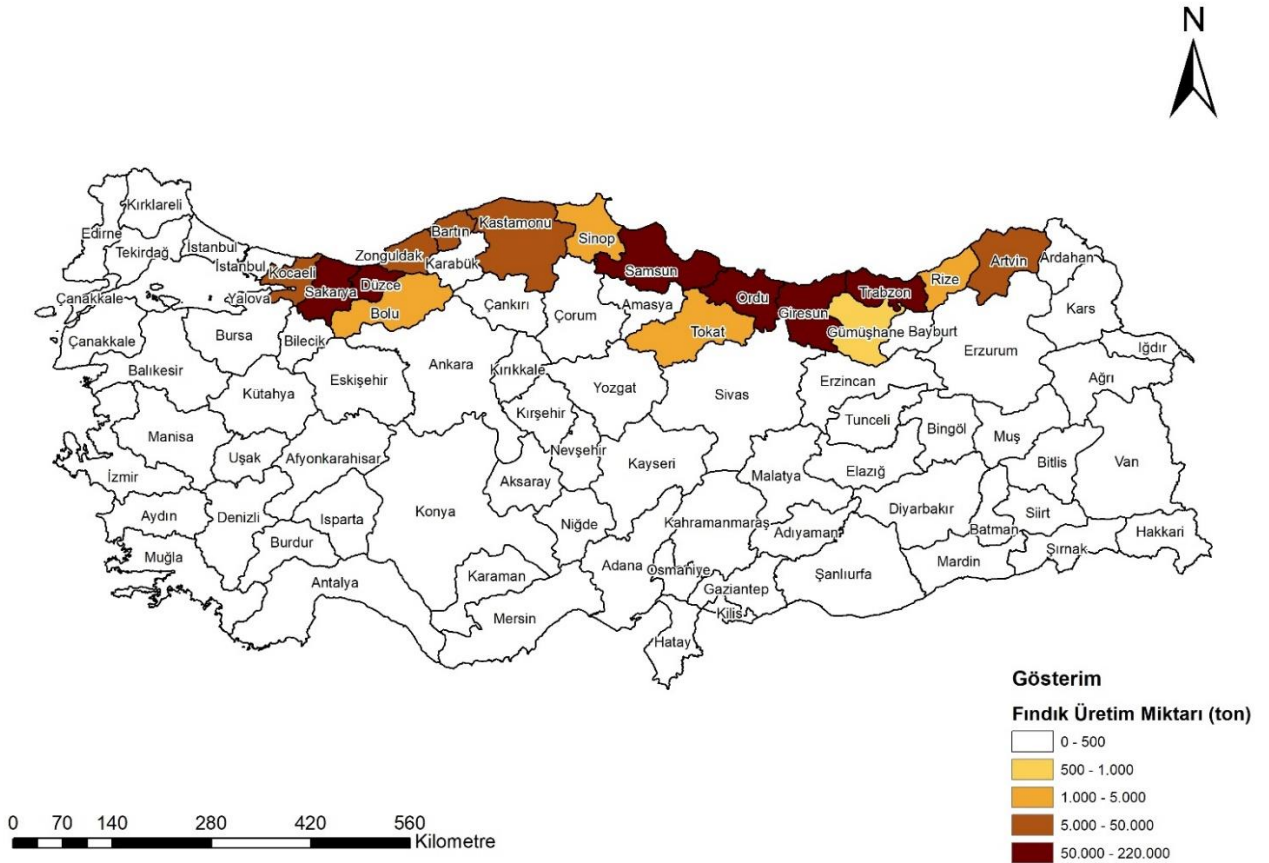 N
Kırklareli
Edirne
Tekirdağ
İstanbul
İstanbul
Kocaeli
Yalova
Sakarya
Düzce
Zonguldak
Bartın
Kastamonu
Karabük
Sinop
Samsun
Ordu
Giresun
Trabzon
Rize
Artvin
Ardahan
Kars
Çanakkale
Çanakkale
Bursa
Bilecik
Bolu
Çankırı
Çorum
Amasya
Tokat
Gümüşhane
Bayburt
Erzurum
Iğdır
Balıkesir
Kütahya
Eskişehir
Ankara
Kırıkkale
Yozgat
Sivas
Erzincan
Ağrı
Manisa
Uşak
Afyonkarahisar
Kırşehir
Nevşehir
Kayseri
Tunceli
Bingöl
Muş
Bitlis
Van
İzmir
Aksaray
Malatya
Elazığ
Aydın
Denizli
Isparta
Konya
Niğde
Kahramanmaraş
Adıyaman
Diyarbakır
Batman
Siirt
Şırnak
Hakkari
Muğla
Burdur
Antalya
Karaman
Mersin
Adana
Osmaniye
Gaziantep
Kilis
Şanlıurfa
Mardin
Hatay
Gösterim
Fındık Üretim Miktarı (ton)
0 - 500
500 - 1.000
1.000 - 5.000
5.000 - 50.000
50.000 - 220.000
0 70 140 280 420 560
Kilometre